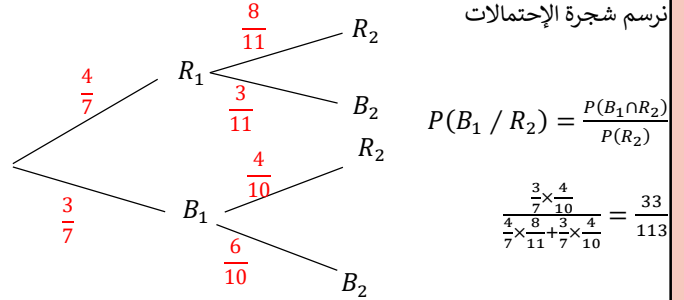 نرسم شجرة الإحتمالات
P(B₁ / R₂) = P(B₁∩R₂) / P(R₂)
(3/7 × 4/10) / (4/7 × 8/11 + 3/7 × 4/10) = 33/113
8/11
R₂
4/7
R₁
3/11
B₂
R₂
4/10
3/7
B₁
6/10
B₂